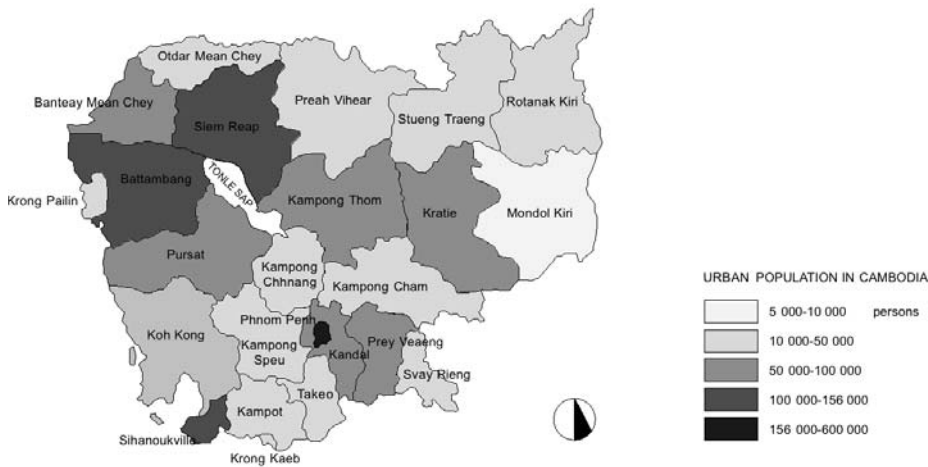 Otdar Mean Chey
Banteay Mean Chey
Siem Reap
Preah Vihear
Stueng Traeng
Rotanak Kiri
Battambang
TONLE SAP
Krong Pailin
Kampong Thom
Kratie
Mondol Kiri
Pursat
Kampong
Chhnang
Kampong Cham
Koh Kong
Phnom Penh
Kampong
Speu
Kandal
Prey Veaeng
Svay Rieng
Takeo
Kampot
Sihanoukville
Krong Kaeb
URBAN POPULATION IN CAMBODIA
5 000-10 000 persons
10 000-50 000
50 000-100 000
100 000-156 000
156 000-600 000